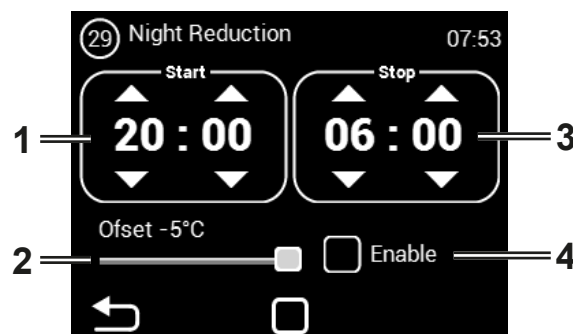 29 Night Reduction 07:53
Start Stop
1 20 : 00 06 : 00 3
Ofset -5°C
2 Enable 4